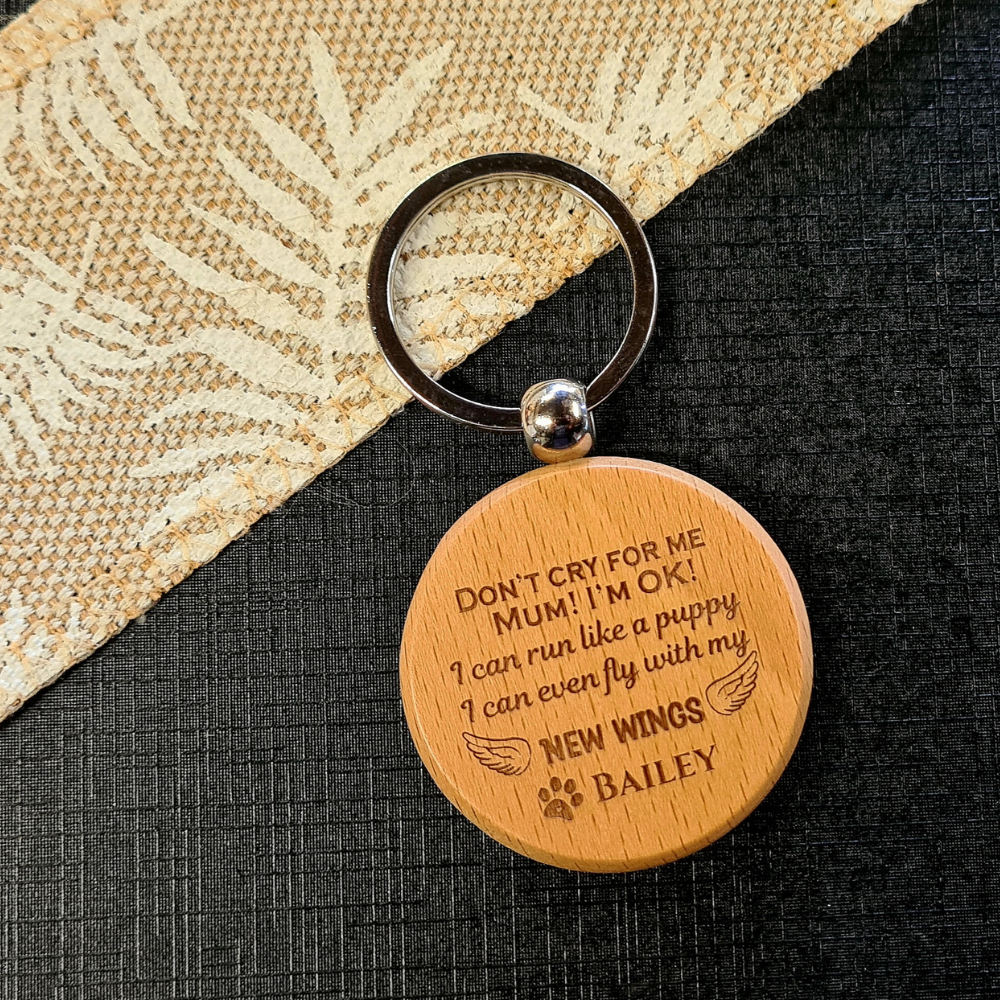 DON'T CRY FOR ME
MUM! I'M OK!
I can run like a puppy
I can even fly with my
NEW WINGS
BAILEY